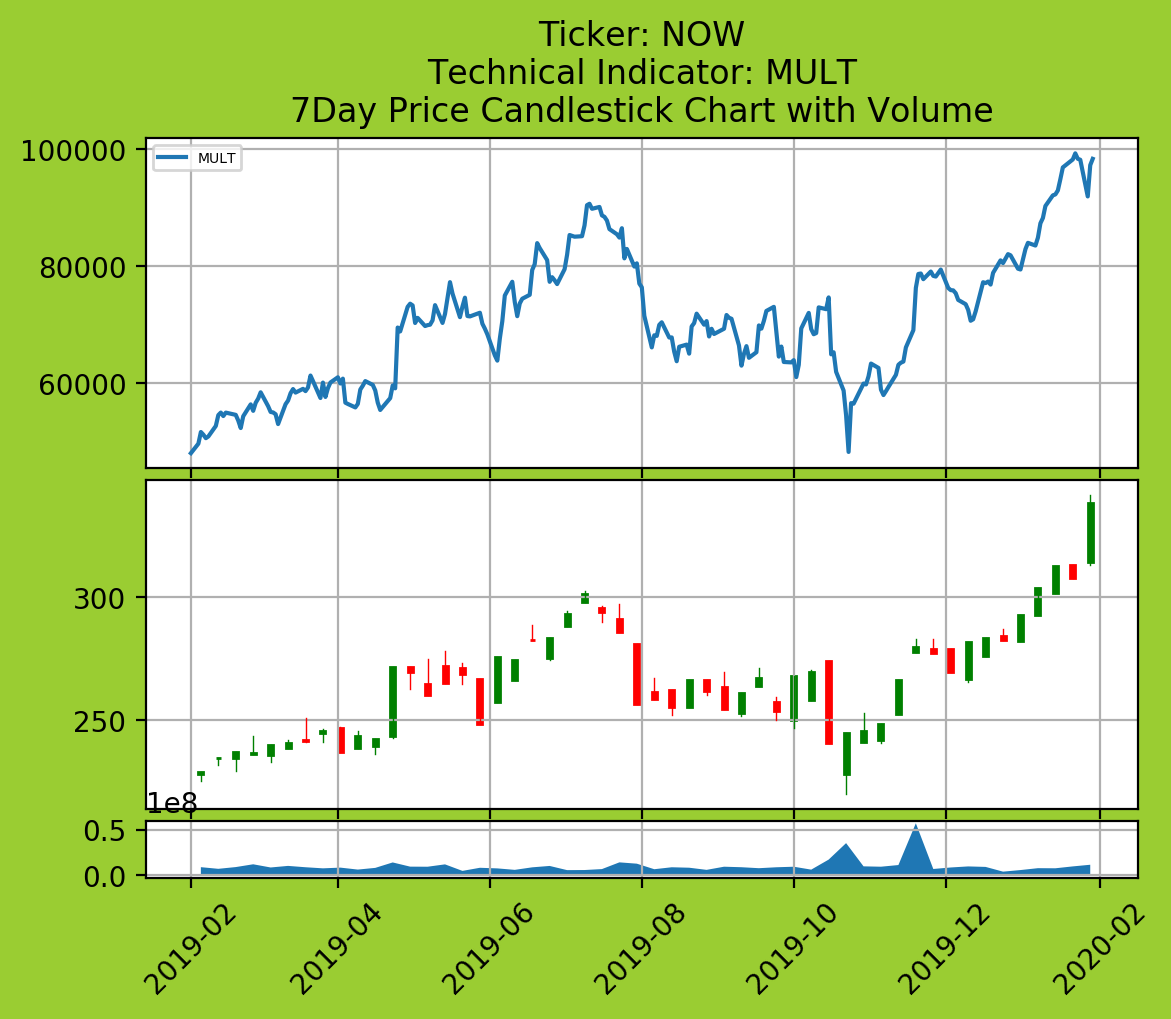 Ticker: NOW
Technical Indicator: MULT
7Day Price Candlestick Chart with Volume
100000
MULT
80000
60000
300
250
1e8
0.5
0.0
2019-02
2019-04
2019-06
2019-08
2019-10
2019-12
2020-02